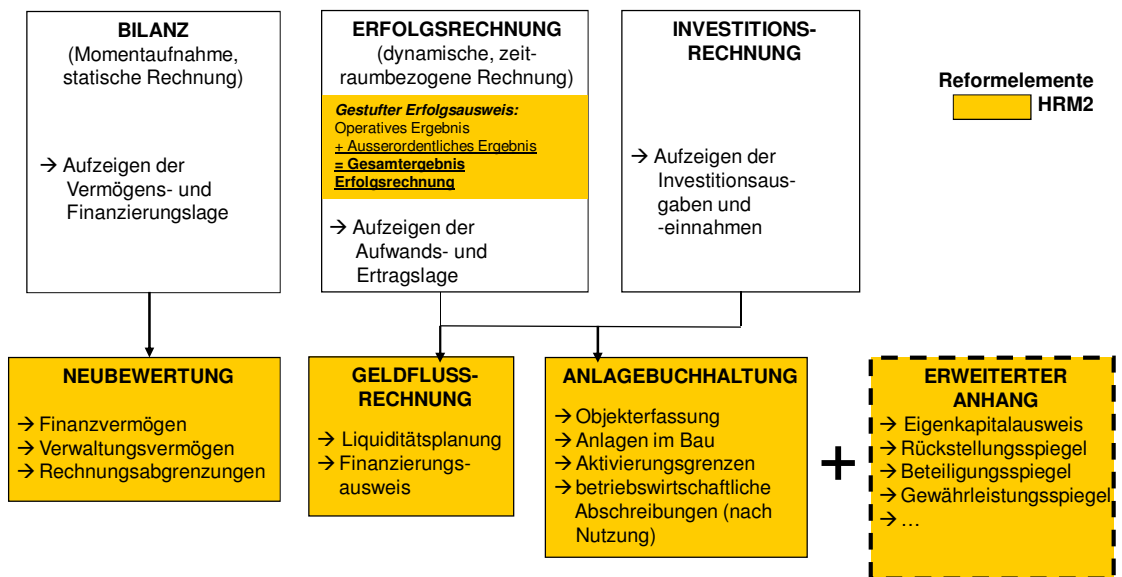 BILANZ
(Momentaufnahme,
statische Rechnung)
→ Aufzeigen der
Vermögens- und
Finanzierungslage
ERFOLGSRECHNUNG
(dynamische, zeit-
raumbezogene Rechnung)
Gestufter Erfolgsausweis:
Operatives Ergebnis
+ Ausserordentliches Ergebnis
= Gesamtergebnis
Erfolgsrechnung
→ Aufzeigen der
Aufwands- und
Ertragslage
INVESTITIONS-
RECHNUNG
→ Aufzeigen der
Investitionsaus-
gaben und
-einnahmen
Reformelemente
HRM2
NEUBEWERTUNG
→ Finanzvermögen
→ Verwaltungsvermögen
→ Rechnungsabgrenzungen
GELDFLUSS-
RECHNUNG
→ Liquiditätsplanung
→ Finanzierungs-
ausweis
ANLAGEBUCHHALTUNG
→ Objekterfassung
→ Anlagen im Bau
→ Aktivierungsgrenzen
→ betriebswirtschaftliche
Abschreibungen (nach
Nutzung)
+
ERWEITERTER
ANHANG
→ Eigenkapitalausweis
→ Rückstellungsspiegel
→ Beteiligungsspiegel
→ Gewährleistungsspiegel
→ ...